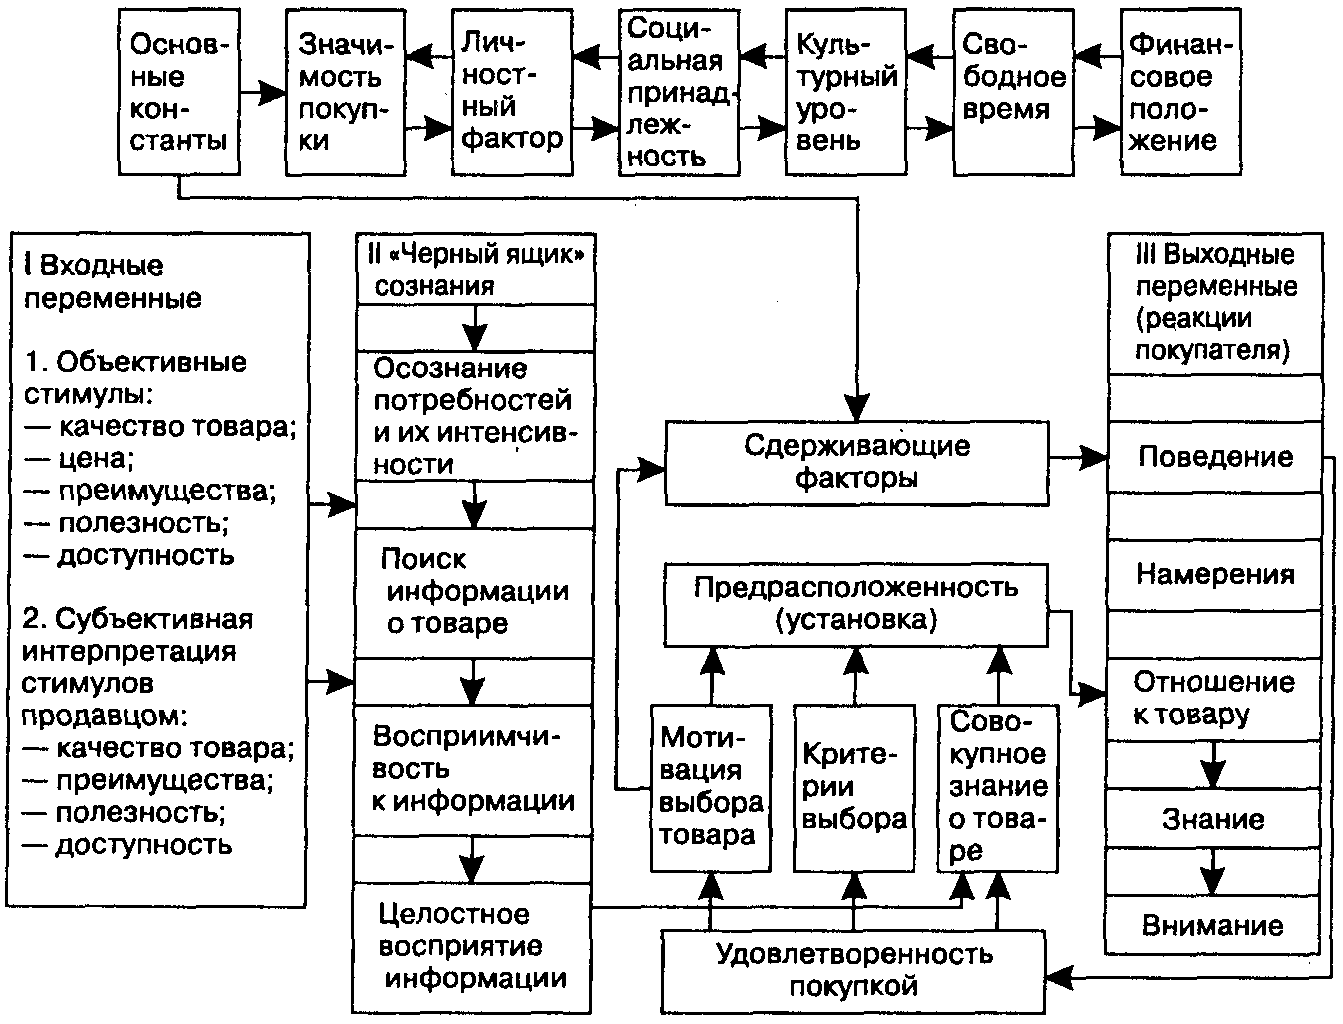 Основ-
ные
кон-
станты
Значи-
мость
покуп-
ки
Лич-
ност-
ный
фактор
Соци-
альная
принад-
леж-
ность
Куль-
турный
уро-
вень
Сво-
бодное
время
Финан-
совое
поло-
жение
I Входные
переменные
1. Объективные
стимулы:
— качество товара;
— цена;
— преимущества;
— полезность;
— доступность
2. Субъективная
интерпретация
стимулов
продавцом:
— качество товара;
— преимущества;
— полезность;
— доступность
II «Черный ящик»
сознания
Осознание
потребностей
и их интенсив-
ности
Поиск
информации
о товаре
Восприимчи-
вость
к информации
Целостное
восприятие
информации
Сдерживающие
факторы
Предрасположенность
(установка)
Моти-
вация
выбора
товара
Крите-
рии
выбора
Сово-
купное
знание
о това-
ре
Удовлетворенность
покупкой
III Выходные
переменные
(реакции
покупателя)
Поведение
Намерения
Отношение
к товару
Знание
Внимание